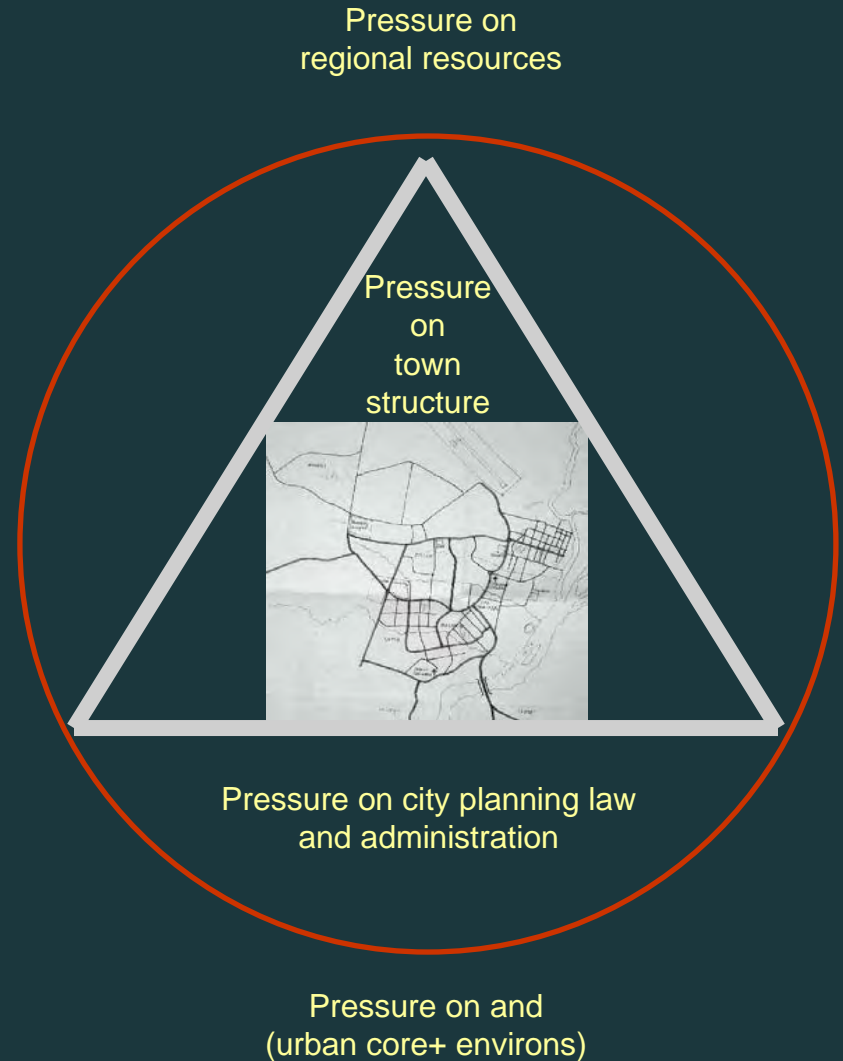 Pressure on
regional resources
Pressure
on
town
structure
Pressure on city planning law
and administration
Pressure on and
(urban core+ environs)